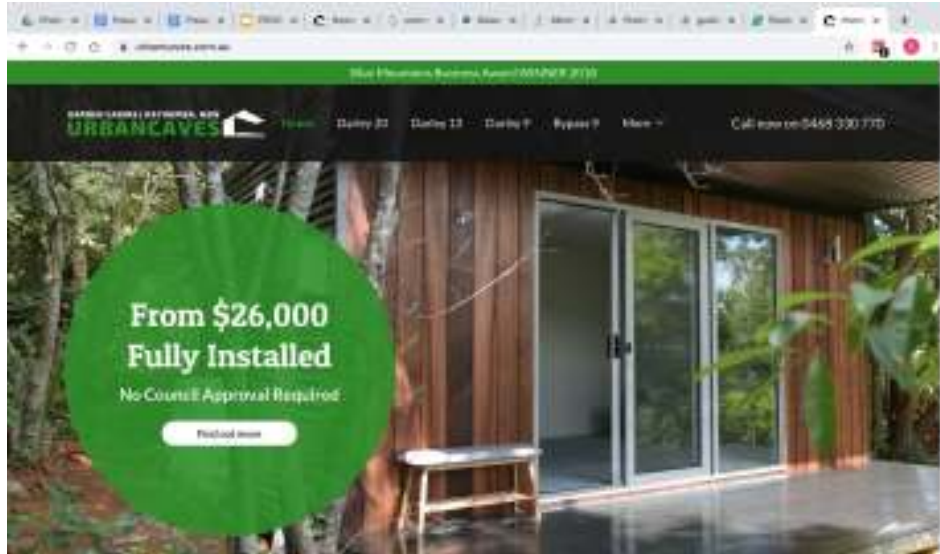 urbancaves.com.au
Blue Mountains Business Award WINNER 2018
URBANCAVES
Home Darley 20 Darley 13 Darley 9 Bypass 9 More
Call now on 0468 330 770
From $26,000
Fully Installed
No Council Approval Required
Find out more